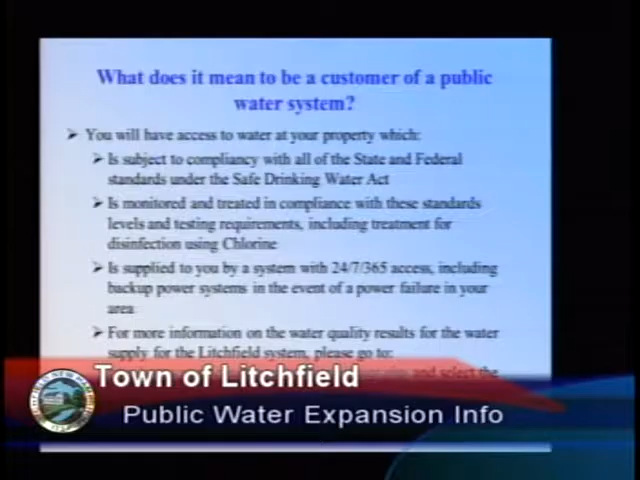 What does it mean to be a customer of a public
water system?
➢ You will have access to water at your property which:
➢ Is subject to compliancy with all of the State and Federal
standards under the Safe Drinking Water Act
➢ Is monitored and treated in compliance with these standards
levels and testing requirements, including treatment for
disinfection using Chlorine
➢ Is supplied to you by a system with 24/7/365 access, including
backup power systems in the event of a power failure in your
area
➢ For more information on the water quality results for the water
supply for the Litchfield system, please go to:
and select the
Town of Litchfield
Public Water Expansion Info